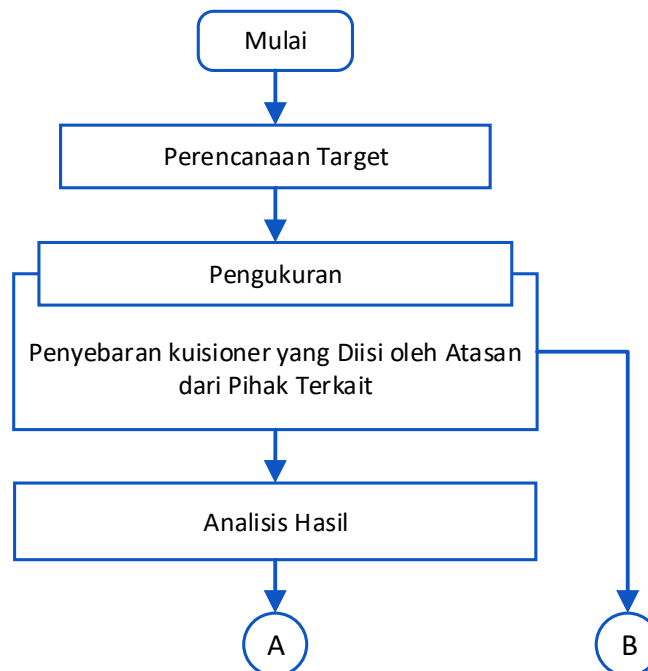 Mulai
Perencanaan Target
Pengukuran
Penyebaran kuisioner yang Diisi oleh Atasan
dari Pihak Terkait
Analisis Hasil
A
B